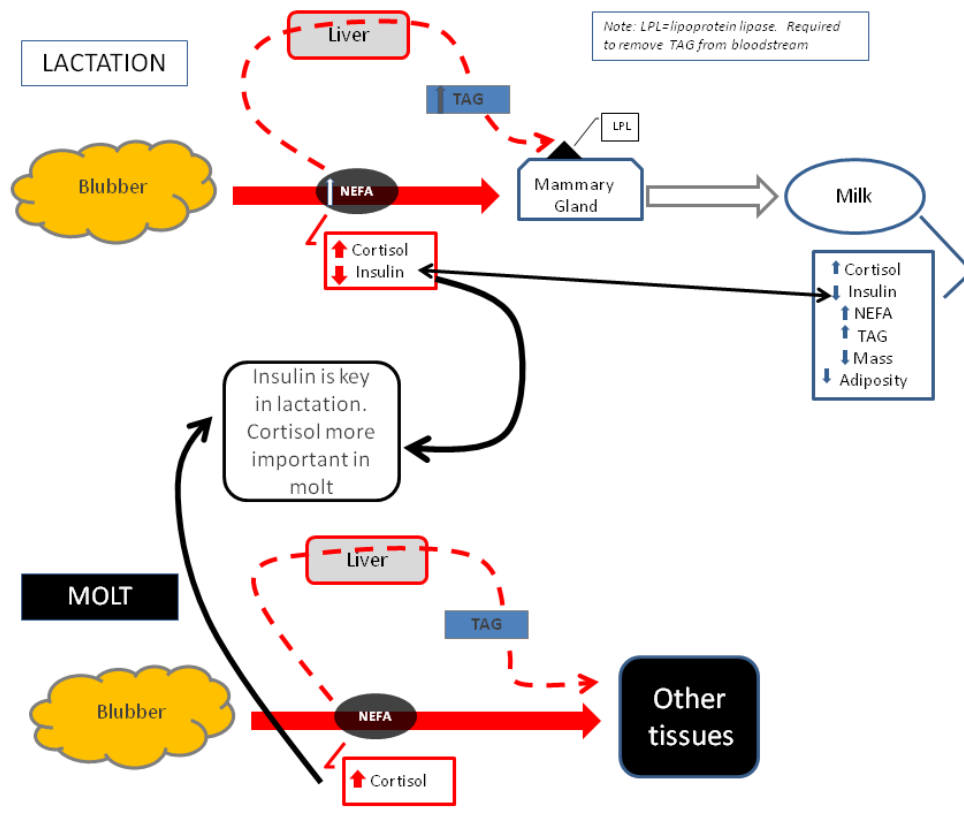 LACTATION
Liver
Note: LPL=lipoprotein lipase. Required
to remove TAG from bloodstream
TAG
LPL
Blubber
NEFA
Mammary
Gland
Milk
Cortisol
Insulin
Cortisol
Insulin
NEFA
TAG
Mass
Adiposity
Insulin is key
in lactation.
Cortisol more
important in
molt
Liver
MOLT
TAG
Blubber
NEFA
Other
tissues
Cortisol